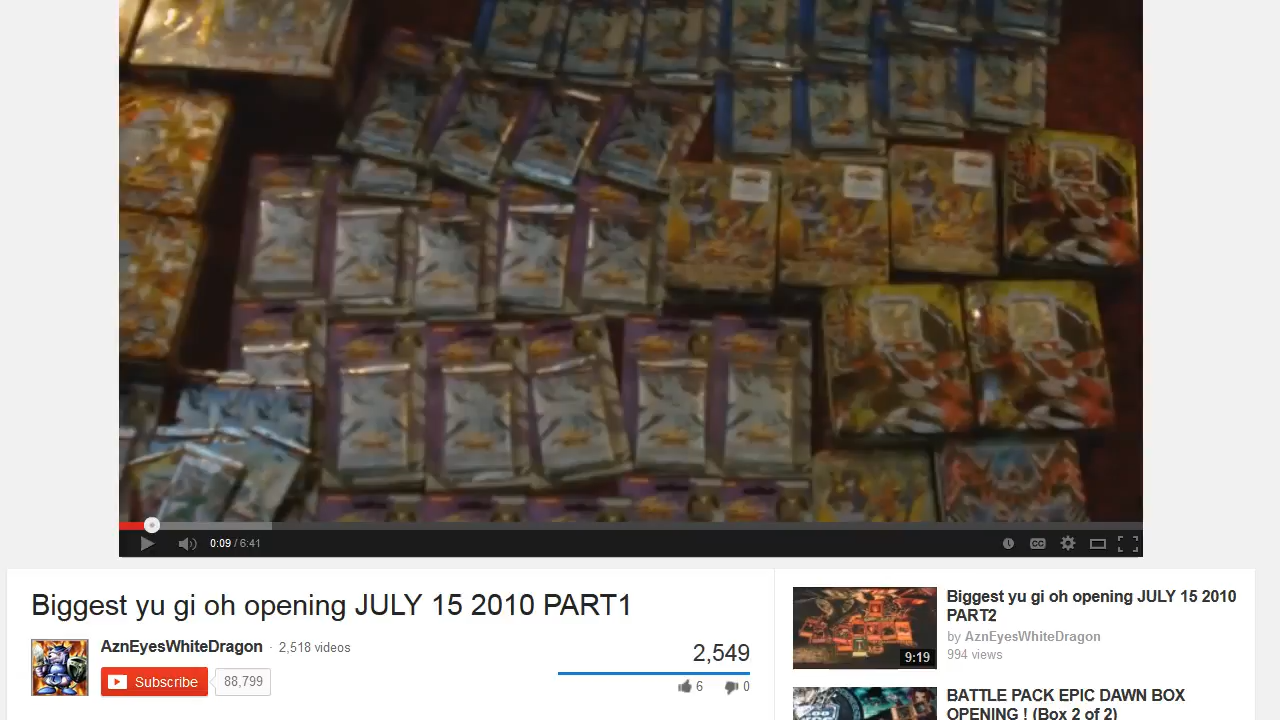 0:09 / 6:41
CC
Biggest yu gi oh opening JULY 15 2010 PART1
AznEyesWhiteDragon · 2,518 videos
Subscribe 88,799
2,549
6 0
9:19
Biggest yu gi oh opening JULY 15 2010
PART2
by AznEyesWhiteDragon
994 views
BATTLE PACK EPIC DAWN BOX
OPENING ! (Box 2 of 2)